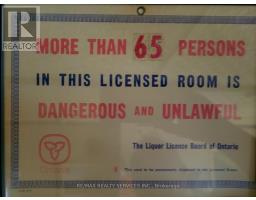 REALTOR
MORE THAN 65 PERSONS
IN THIS LICENSED ROOM IS
DANGEROUS AND UNLAWFUL
The Liquor Licence Board of Ontario
Ontario
RE/MAX REALTY SERVICES INC., Brokerage